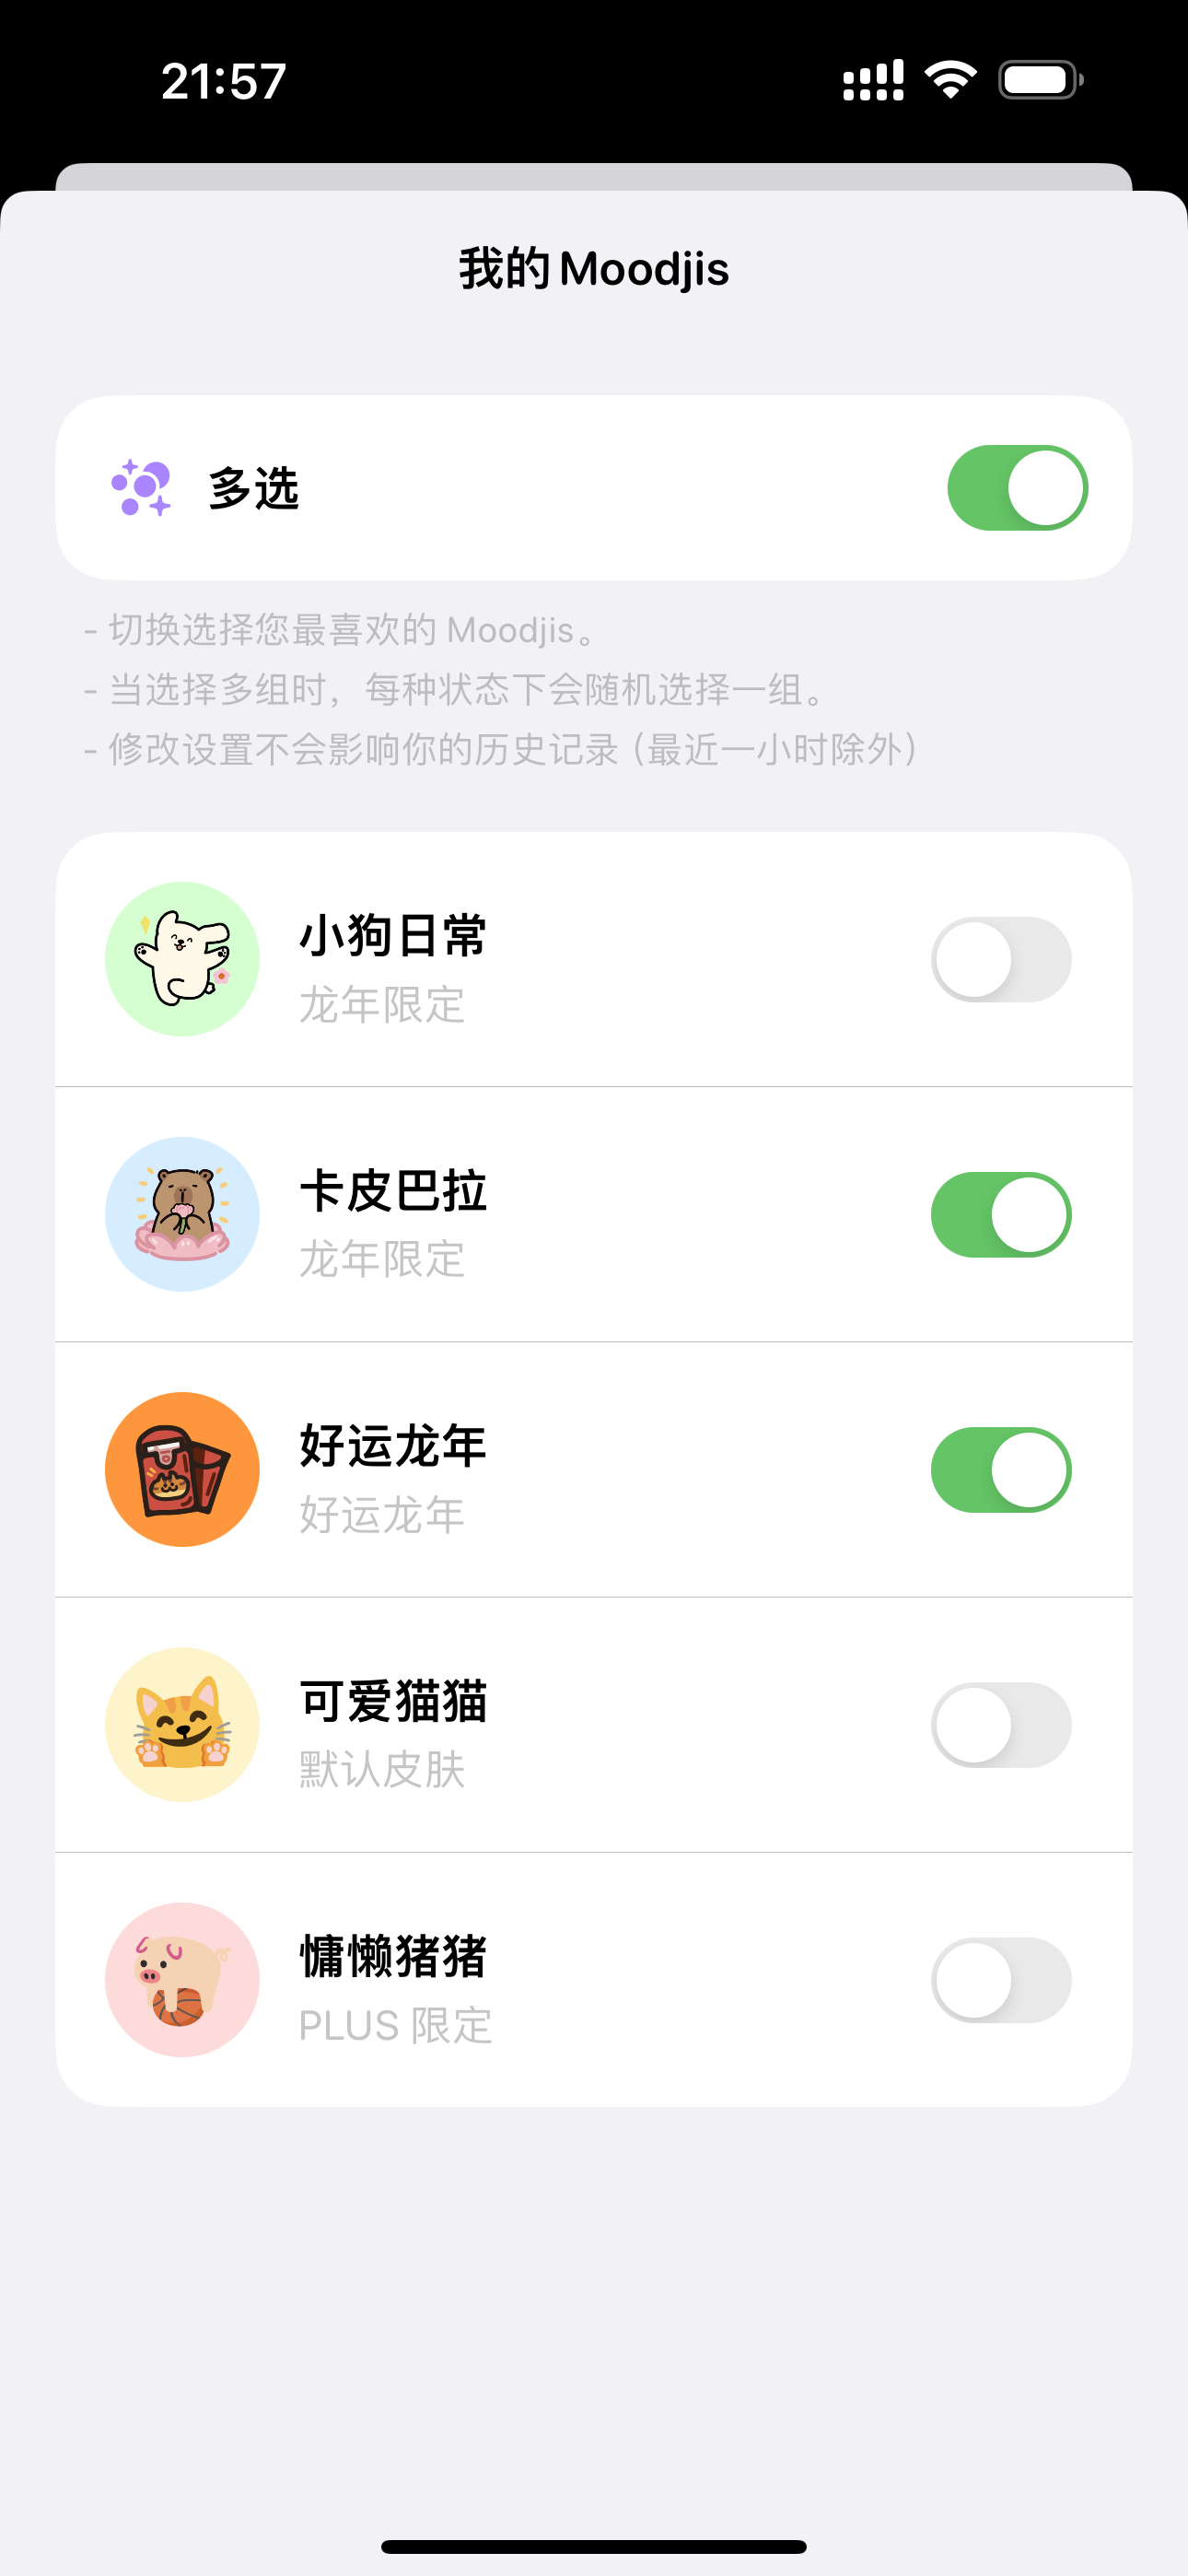 21:57
我的 Moodjis
多选
- 切换选择您最喜欢的 Moodjis。
- 当选择多组时，每种状态下会随机选择一组。
- 修改设置不会影响你的历史记录（最近一小时除外）
小狗日常
龙年限定
卡皮巴拉
龙年限定
好运龙年
好运龙年
可爱猫猫
默认皮肤
慵懒猪猪
PLUS 限定